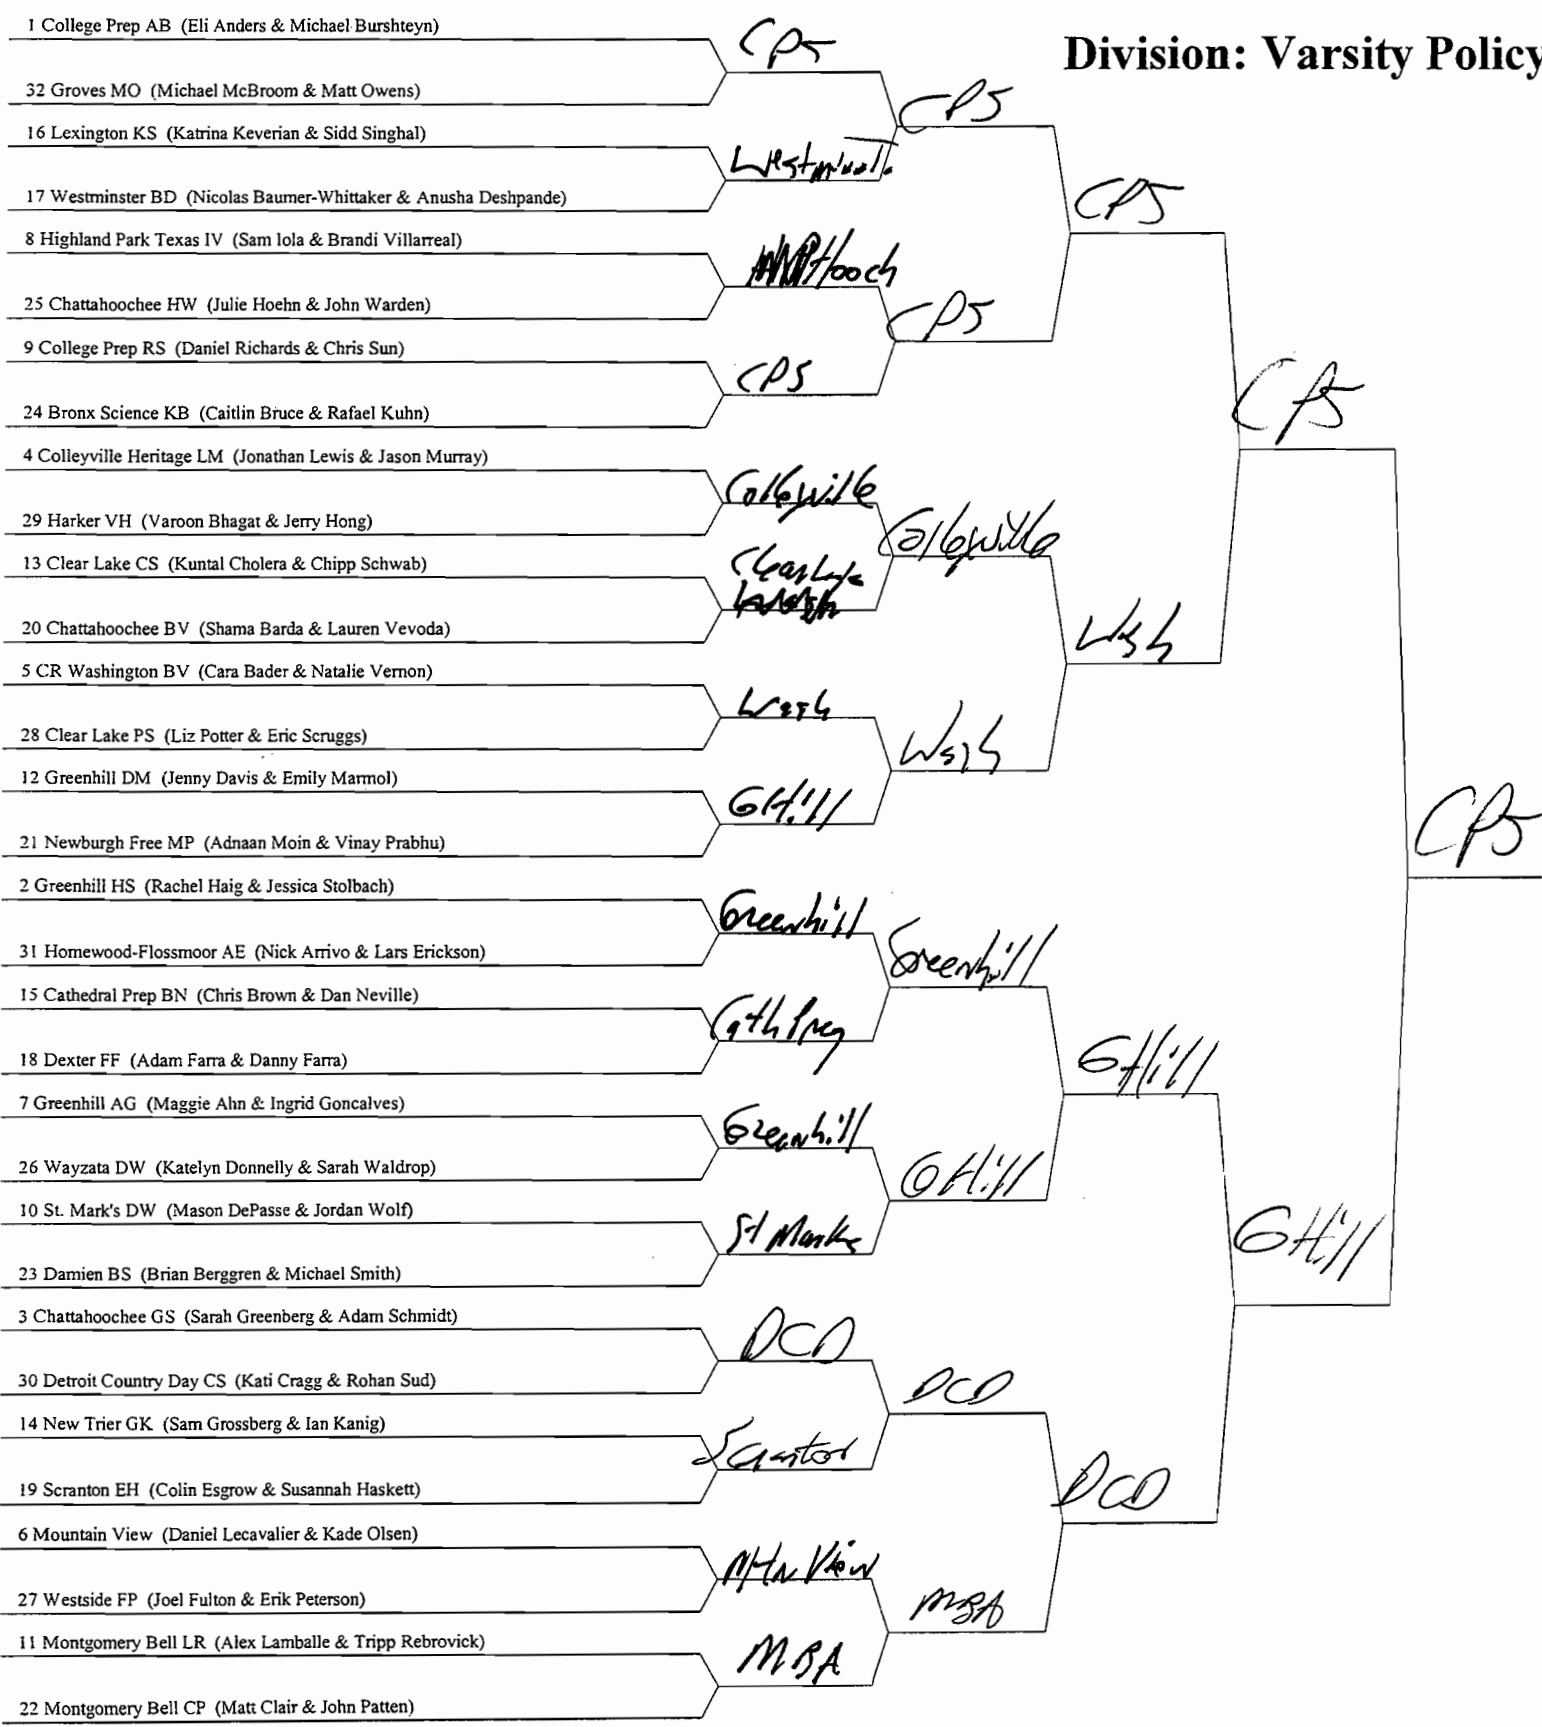 Division: Varsity Policy
1 College Prep AB (Eli Anders & Michael Burshteyn)
32 Groves MO (Michael McBroom & Matt Owens)
16 Lexington KS (Katrina Keverian & Sidd Singhal)
17 Westminster BD (Nicolas Baumer-Whittaker & Anusha Deshpande)
8 Highland Park Texas IV (Sam Iola & Brandi Villarreal)
25 Chattahoochee HW (Julie Hoehn & John Warden)
9 College Prep RS (Daniel Richards & Chris Sun)
24 Bronx Science KB (Caitlin Bruce & Rafael Kuhn)
4 Colleyville Heritage LM (Jonathan Lewis & Jason Murray)
29 Harker VH (Varoon Bhagat & Jerry Hong)
13 Clear Lake CS (Kuntal Cholera & Chipp Schwab)
20 Chattahoochee BV (Shama Barda & Lauren Vevoda)
5 CR Washington BV (Cara Bader & Natalie Vernon)
28 Clear Lake PS (Liz Potter & Eric Scruggs)
12 Greenhill DM (Jenny Davis & Emily Marmol)
21 Newburgh Free MP (Adnaan Moin & Vinay Prabhu)
2 Greenhill HS (Rachel Haig & Jessica Stolbach)
31 Homewood-Flossmoor AE (Nick Arrivo & Lars Erickson)
15 Cathedral Prep BN (Chris Brown & Dan Neville)
18 Dexter FF (Adam Farra & Danny Farra)
7 Greenhill AG (Maggie Ahn & Ingrid Goncalves)
26 Wayzata DW (Katelyn Donnelly & Sarah Waldrop)
10 St. Mark's DW (Mason DePasse & Jordan Wolf)
23 Damien BS (Brian Berggren & Michael Smith)
3 Chattahoochee GS (Sarah Greenberg & Adam Schmidt)
30 Detroit Country Day CS (Kati Cragg & Rohan Sud)
14 New Trier GK (Sam Grossberg & Ian Kanig)
19 Scranton EH (Colin Esgrow & Susannah Haskett)
6 Mountain View (Daniel Lecavalier & Kade Olsen)
27 Westside FP (Joel Fulton & Erik Peterson)
11 Montgomery Bell LR (Alex Lamballe & Tripp Rebrovick)
22 Montgomery Bell CP (Matt Clair & John Patten)
CPS
Hooch
CPS
Colleyville
Clear Lake
Wash
GHill
Greenhill
Cath Prep
Greenhill
St Marks
DCD
Mtn View
MBA
CPS
CPS
Colleyville
Wash
Greenhill
GHill
DCD
MBA
CPS
Wash
GHill
DCD
CPS
GHill
CPS